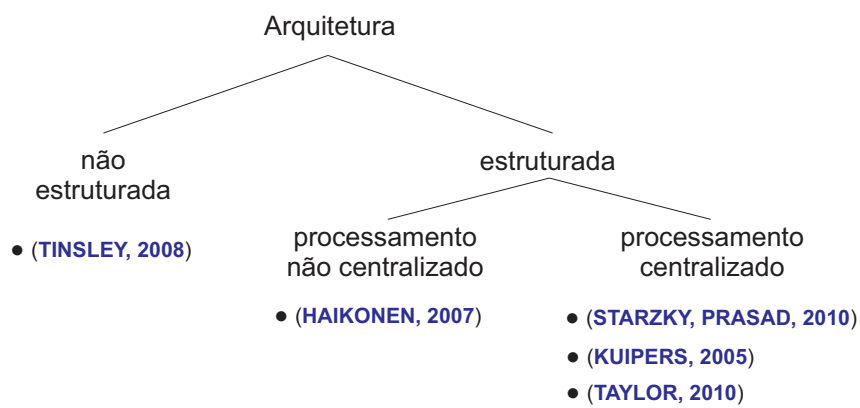 Arquitetura
não
estruturada
estruturada
● (TINSLEY, 2008)
processamento
não centralizado
processamento
centralizado
● (HAIKONEN, 2007)
● (STARZKY, PRASAD, 2010)
● (KUIPERS, 2005)
● (TAYLOR, 2010)